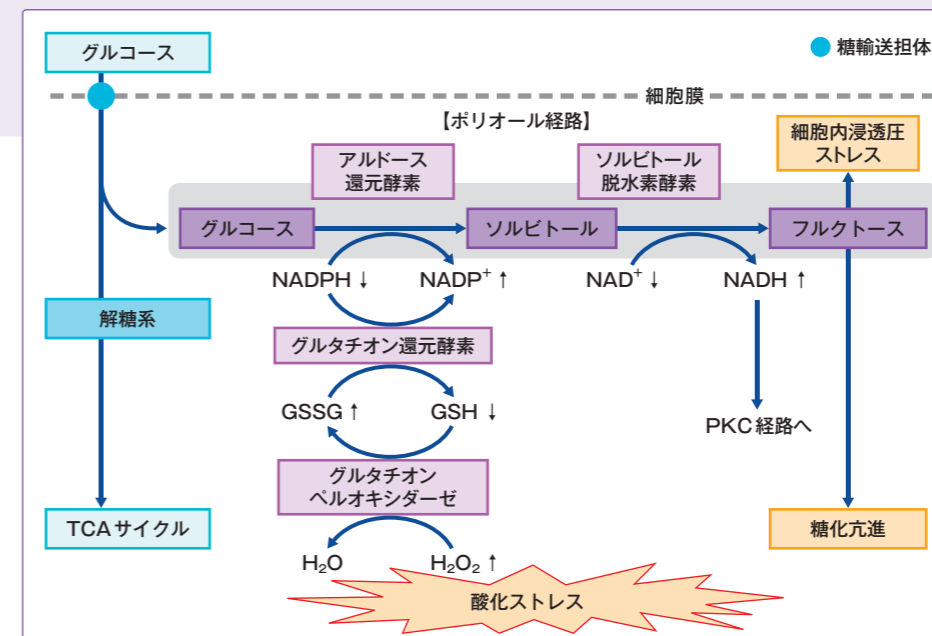 グルコース
糖輸送担体
細胞膜
【ポリオール経路】
アルドース
還元酵素
ソルビトール
脱水素酵素
細胞内浸透圧
ストレス
グルコース
ソルビトール
フルクトース
NADPH ↓
NADP⁺ ↑
NAD⁺ ↓
NADH ↑
解糖系
グルタチオン還元酵素
GSSG ↑
GSH ↓
PKC経路へ
グルタチオン
ペルオキシダーゼ
TCAサイクル
糖化亢進
H₂O
H₂O₂ ↑
酸化ストレス